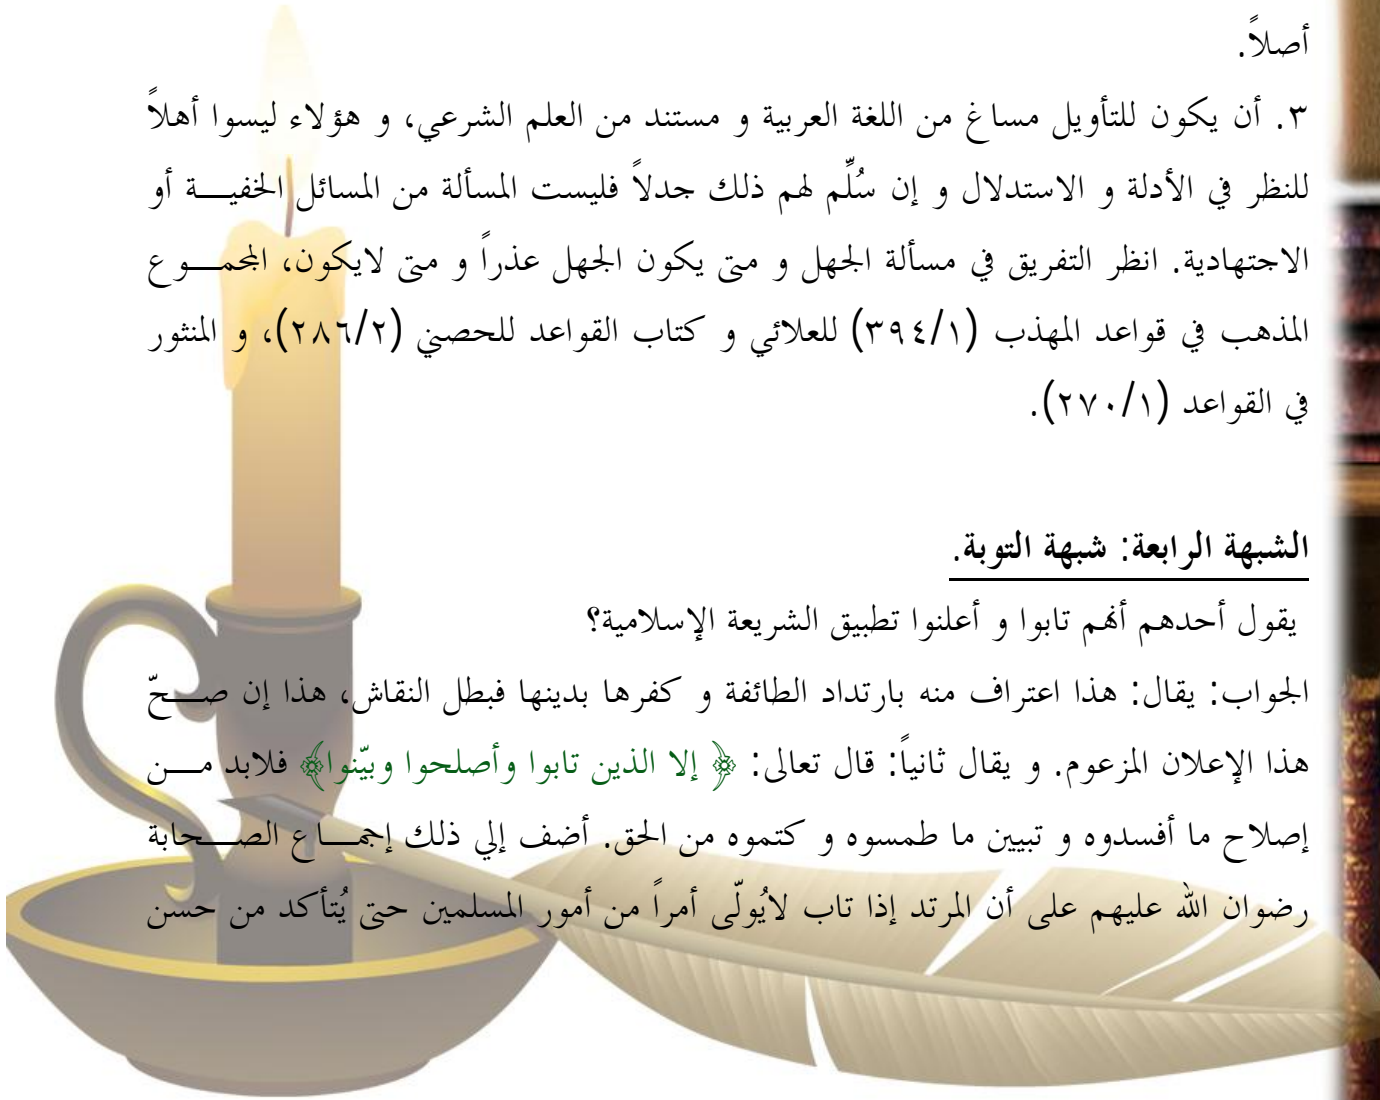 أصلاً.
٣. أن يكون للتأويل مساغ من اللغة العربية و مستند من العلم الشرعي، و هؤلاء ليسوا أهلاً
للنظر في الأدلة و الاستدلال و إن سُلِّم لهم ذلك جدلاً فليست المسألة من المسائل الخفيـــة أو
الاجتهادية. انظر التفريق في مسألة الجهل و متى يكون الجهل عذراً و متى لايكون، المجمـــوع
المذهب في قواعد المهذب (٣٩٤/١) للعلائي و كتاب القواعد للحصني (٢٨٦/٢)، و المنثور
في القواعد (٢٧٠/١).
الشبهة الرابعة: شبهة التوبة.
يقول أحدهم أنهم تابوا و أعلنوا تطبيق الشريعة الإسلامية؟
الجواب: يقال: هذا اعتراف منه بارتداد الطائفة و كفرها بدينها فبطل النقاش، هذا إن صـــحّ
هذا الإعلان المزعوم. و يقال ثانياً: قال تعالى: ﴿ إلا الذين تابوا وأصلحوا وبيّنوا﴾ فلابد مـــن
إصلاح ما أفسدوه و تبيين ما طمسوه و كتموه من الحق. أضف إلي ذلك إجمـــاع الصـــحابة
رضوان الله عليهم على أن المرتد إذا تاب لايُولّى أمراً من أمور المسلمين حتى يُتأكد من حسن